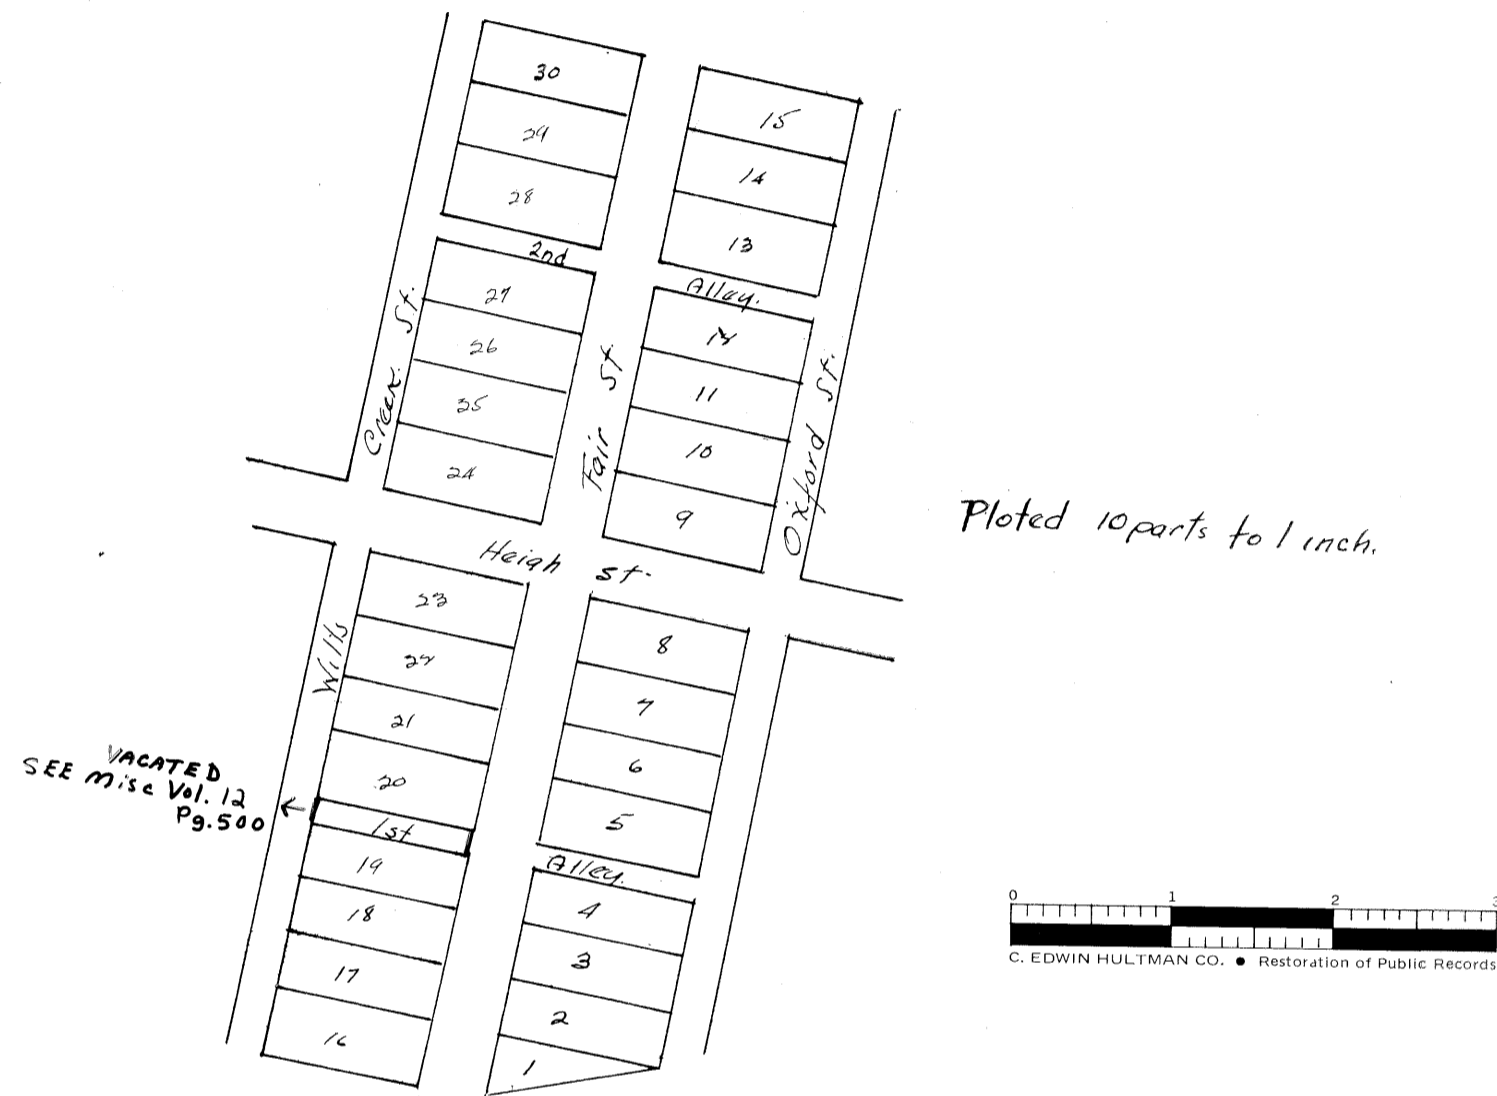 30
29
28
2nd
27
26
25
24
15
14
13
Alley.
12
11
10
9
Creek St.
Fair St
Oxford St.
Heigh St.
Ploted 10 parts to 1 inch.
23
22
21
20
1st
19
18
17
16
Wills
8
7
6
5
Alley.
4
3
2
1
VACATED
SEE Misc Vol. 12
Pg. 500
0 1 2 3
C. EDWIN HULTMAN CO. ● Restoration of Public Records